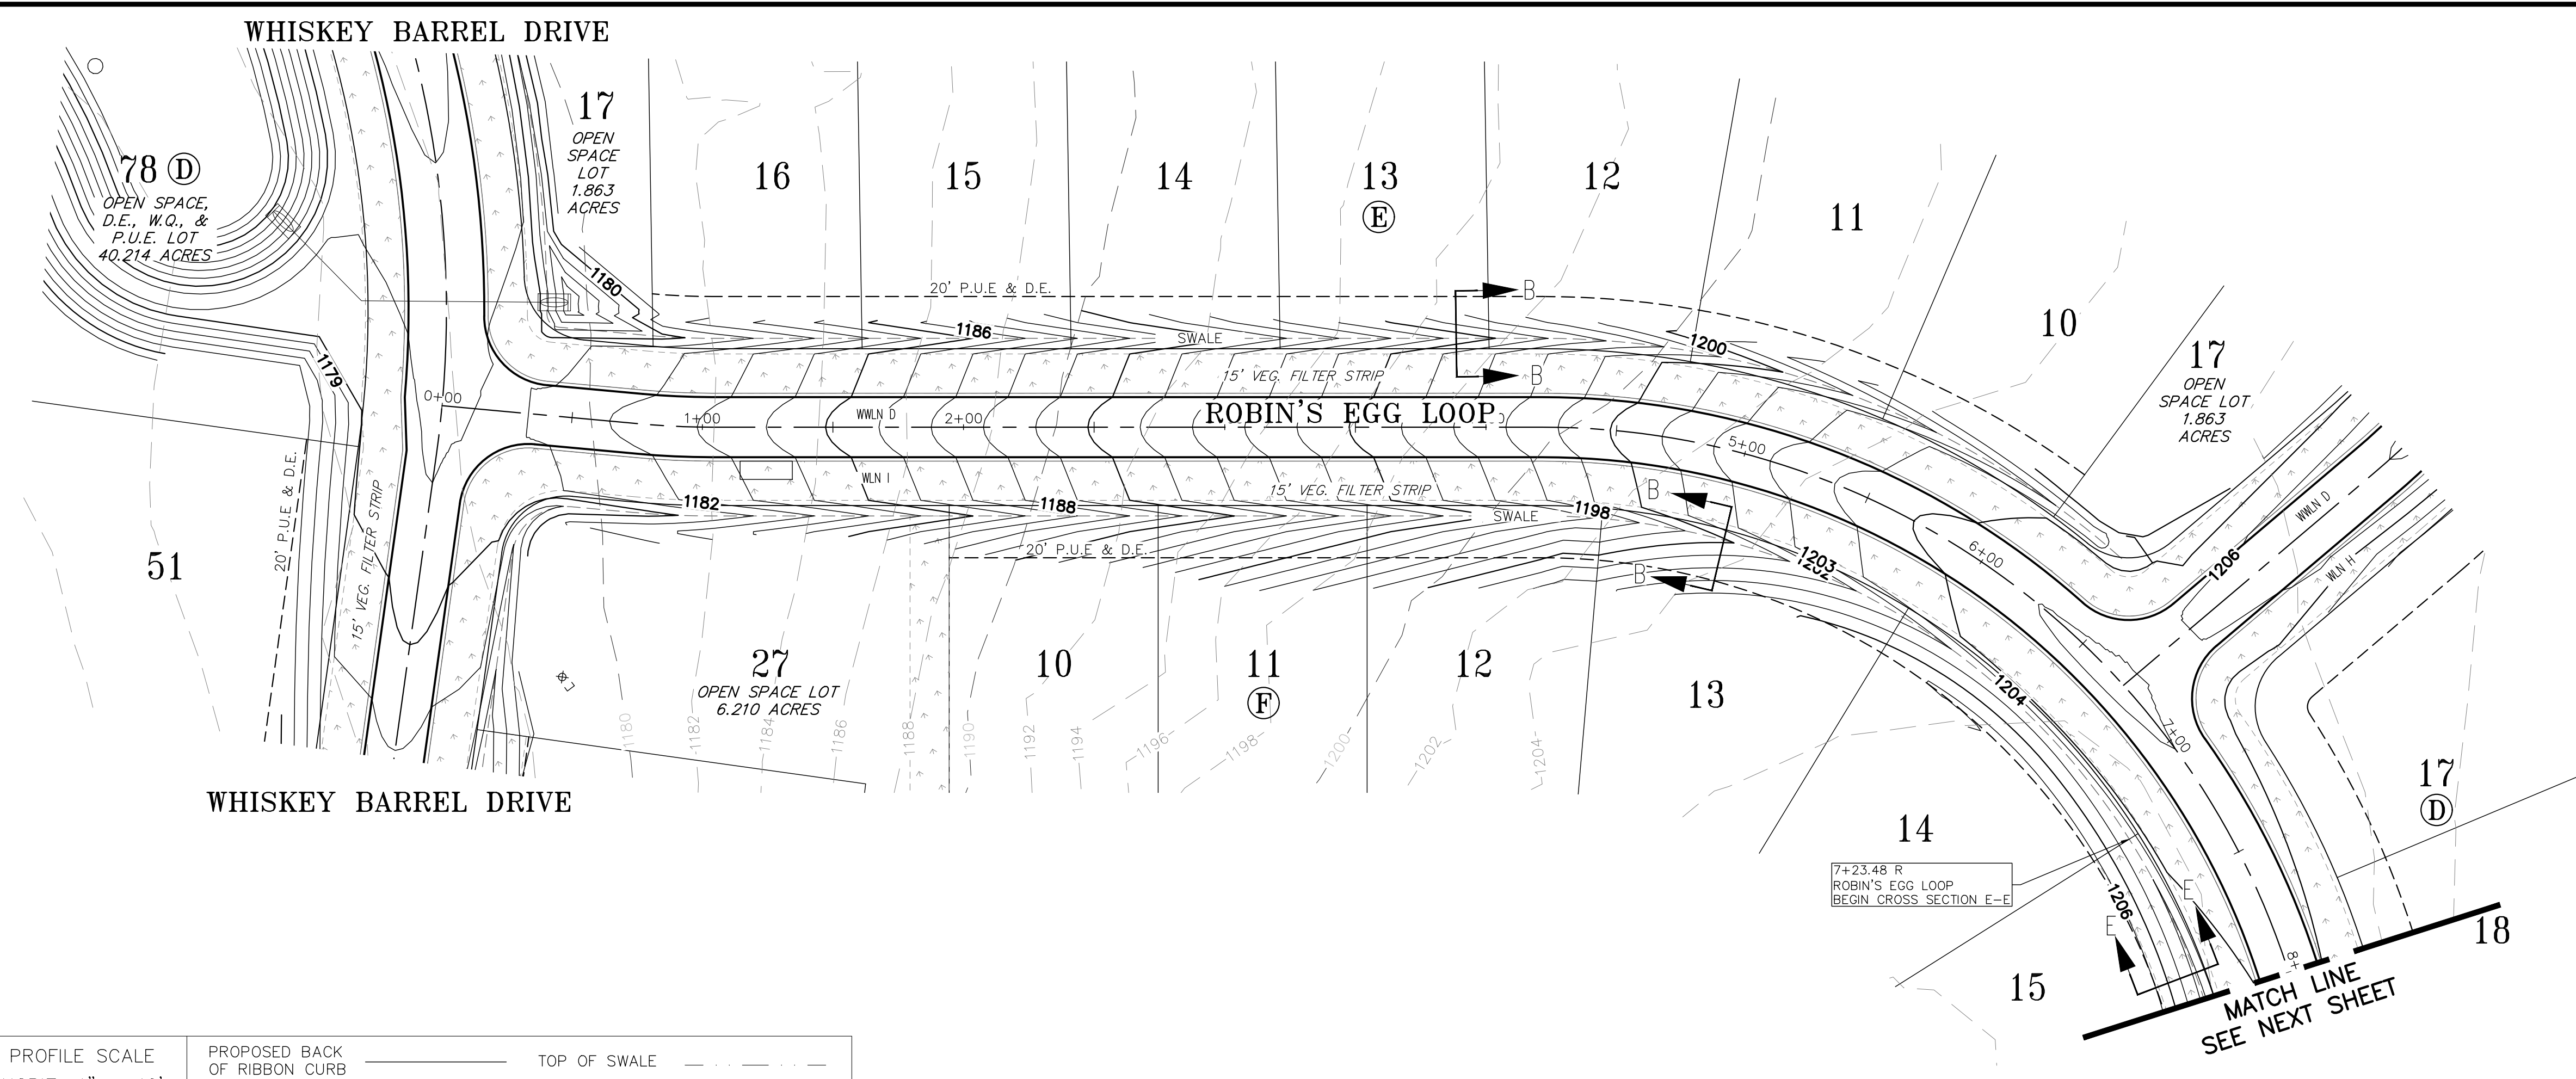 WHISKEY BARREL DRIVE
78 D
OPEN SPACE,
D.E., W.Q., &
P.U.E. LOT
40.214 ACRES
17
OPEN
SPACE
LOT
1.863
ACRES
16
15
14
13
E
12
11
10
17
OPEN
SPACE LOT
1.863
ACRES
1180
1179
20' P.U.E & D.E.
B
1186
SWALE
1200
15' VEG. FILTER STRIP
B
0+00
1+00
WWLN D
2+00
ROBIN'S EGG LOOP
5+00
WLN I
1182
1188
15' VEG. FILTER STRIP
SWALE
1198
B
B
20' P.U.E & D.E.
1203
1202
6+00
1206
WWLN D
WLN H
7+00
1204
20' P.U.E & D.E.
15' VEG. FILTER STRIP
51
27
OPEN SPACE LOT
6.210 ACRES
10
11
F
12
13
14
1180
1182
1184
1186
1188
1190
1192
1194
1196
1198
1200
1202
1204
17
D
WHISKEY BARREL DRIVE
7+23.48 R
ROBIN'S EGG LOOP
BEGIN CROSS SECTION E-E
1206
E
E
15
18
8+
MATCH LINE
SEE NEXT SHEET
PROFILE SCALE
PROPOSED BACK
OF RIBBON CURB
TOP OF SWALE